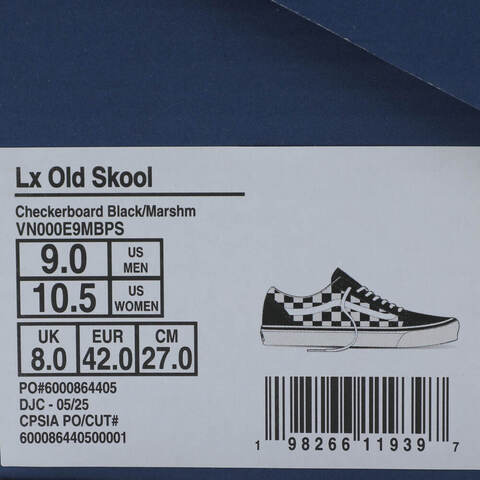 Lx Old Skool
Checkerboard Black/Marshm
VN000E9MBPS
9.0 US MEN
10.5 US WOMEN
UK EUR CM
8.0 42.0 27.0
PO#6000864405
DJC - 05/25
CPSIA PO/CUT#
600086440500001
1 98266 11939 7